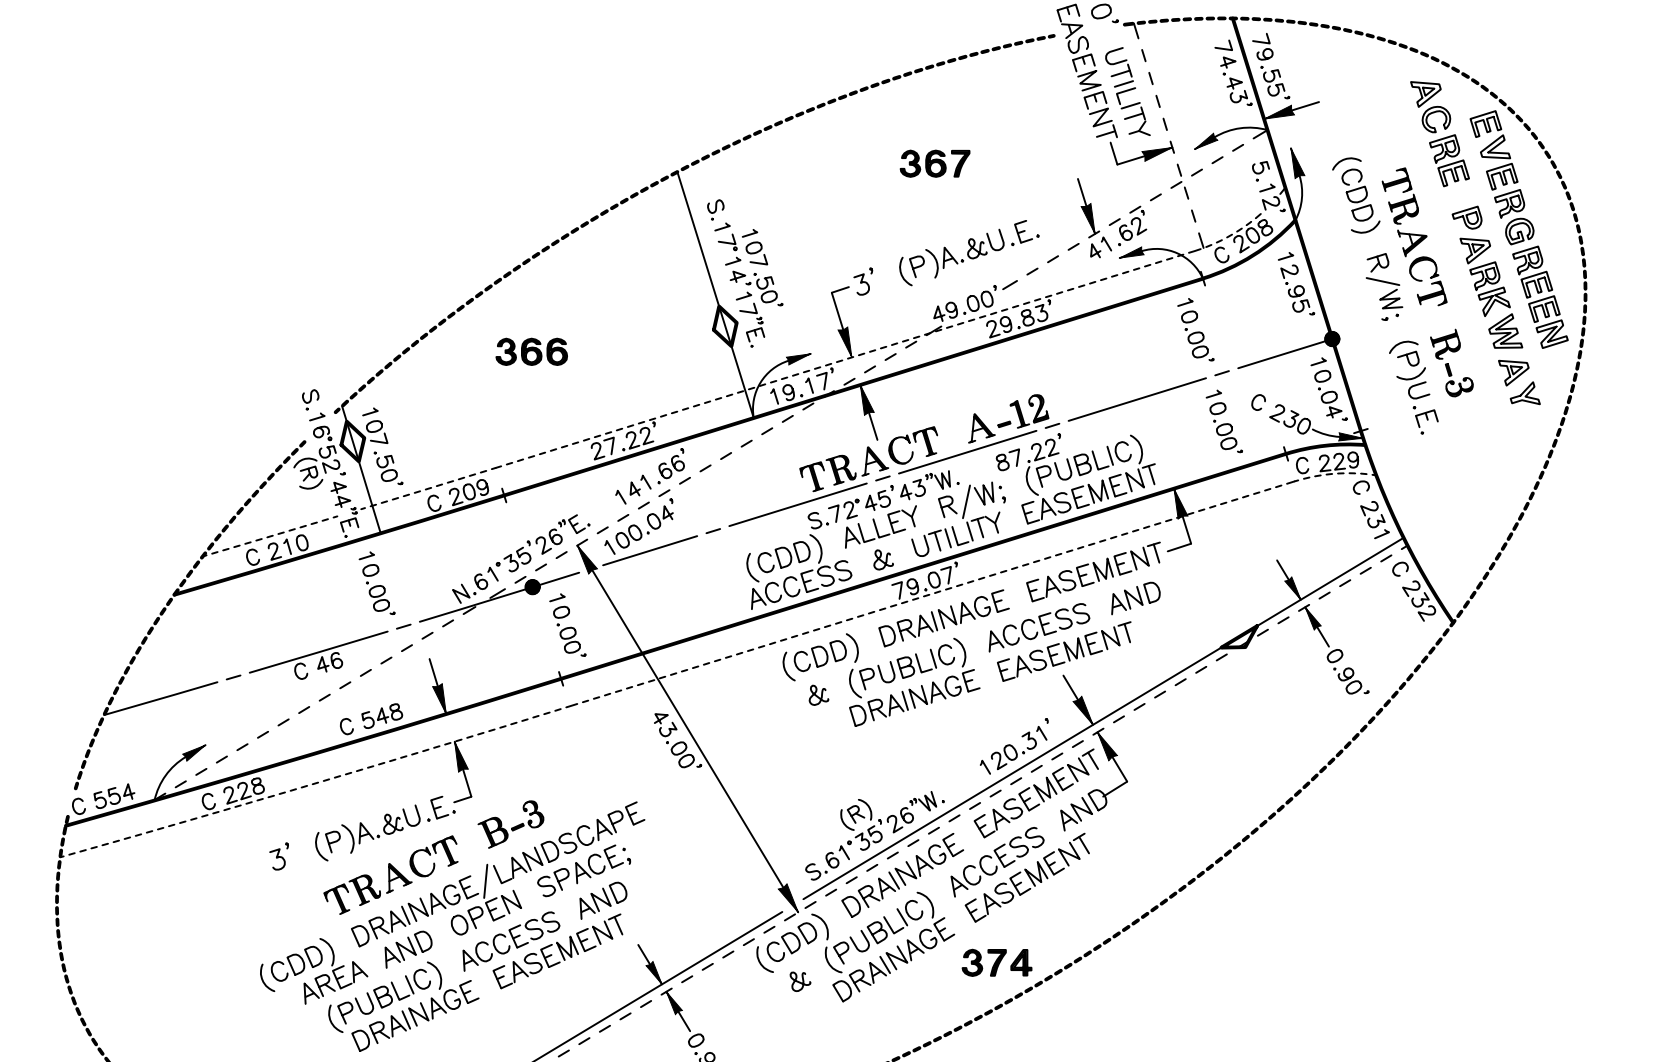 0' UTILITY
EASEMENT
79.55'
74.43'
EVERGREEN
ACRE PARKWAY
TRACT R-3
(CDD) R/W; (P)U.E.
367
5.12'
S.17°14'17"E.
107.50'
41.62'
C 208
3' (P)A.&U.E.
12.95'
49.00'
29.83'
10.00'
366
19.17'
10.04'
S.16°52'44"E.
(R)
107.50'
27.22'
TRACT A-12
10.00'
C 230
87.22'
S.72°45'43"W.
C 229
C 209
141.66'
(CDD) ALLEY R/W; (PUBLIC)
ACCESS & UTILITY EASEMENT
C 231
C 210
N.61°35'26"E.
100.04'
10.00'
79.07'
C 232
10.00'
(CDD) DRAINAGE EASEMENT
& (PUBLIC) ACCESS AND
DRAINAGE EASEMENT
C 46
0.90'
C 548
43.00'
120.31'
C 554
C 228
3' (P)A.&U.E.
(R)
S.61°35'26"W.
TRACT B-3
(CDD) DRAINAGE/LANDSCAPE
AREA AND OPEN SPACE;
(PUBLIC) ACCESS AND
DRAINAGE EASEMENT
(CDD) DRAINAGE EASEMENT
& (PUBLIC) ACCESS AND
DRAINAGE EASEMENT
374